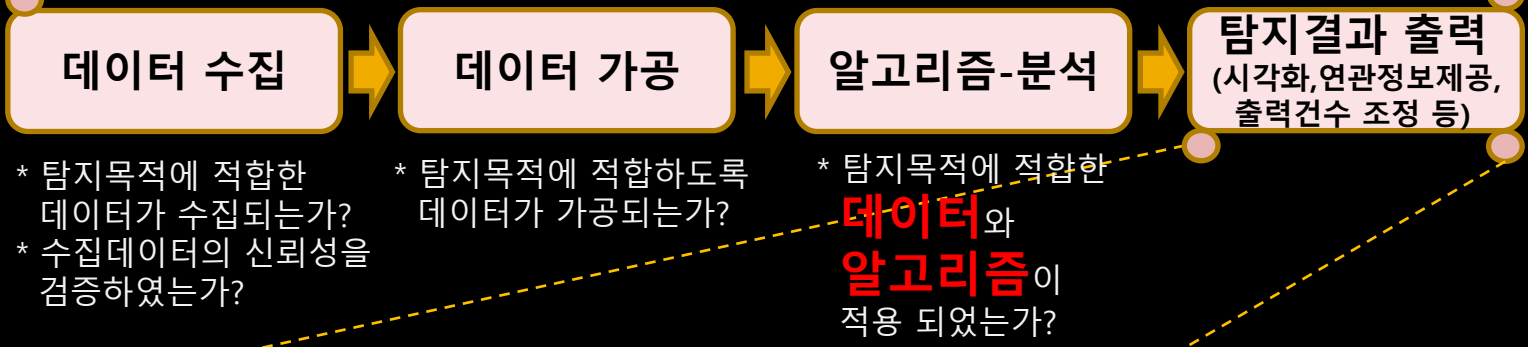 데이터 수집
데이터 가공
알고리즘-분석
탐지결과 출력
(시각화,연관정보제공,
출력건수 조정 등)
* 탐지목적에 적합한
데이터가 수집되는가?
* 수집데이터의 신뢰성을
검증하였는가?
* 탐지목적에 적합하도록
데이터가 가공되는가?
* 탐지목적에 적합한
데이터와
알고리즘이
적용 되었는가?